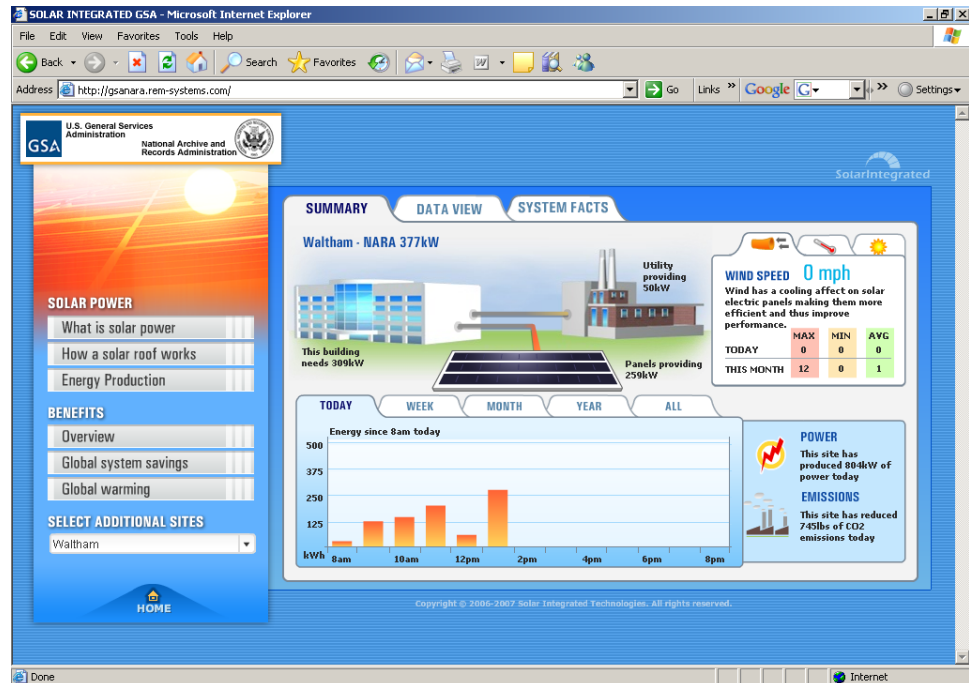 SOLAR INTEGRATED GSA - Microsoft Internet Explorer
File Edit View Favorites Tools Help
Back Search Favorites
Address http://gsanara.rem-systems.com/ Go Links » Google G » Settings
GSA
U.S. General Services
Administration
National Archive and
Records Administration
SolarIntegrated
SOLAR POWER
What is solar power
How a solar roof works
Energy Production
BENEFITS
Overview
Global system savings
Global warming
SELECT ADDITIONAL SITES
Waltham
HOME
SUMMARY DATA VIEW SYSTEM FACTS
Waltham - NARA 377kW
Utility
providing
50kW
This building
needs 309kW
Panels providing
259kW
WIND SPEED 0 mph
Wind has a cooling affect on solar
electric panels making them more
efficient and thus improve
performance.
MAX MIN AVG
TODAY 0 0 0
THIS MONTH 12 0 1
TODAY WEEK MONTH YEAR ALL
Energy since 8am today
500
375
250
125
kWh 8am 10am 12pm 2pm 4pm 6pm 8pm
POWER
This site has
produced 804kW of
power today
EMISSIONS
This site has reduced
745lbs of CO2
emissions today
Copyright © 2006-2007 Solar Integrated Technologies. All rights reserved.
Done Internet